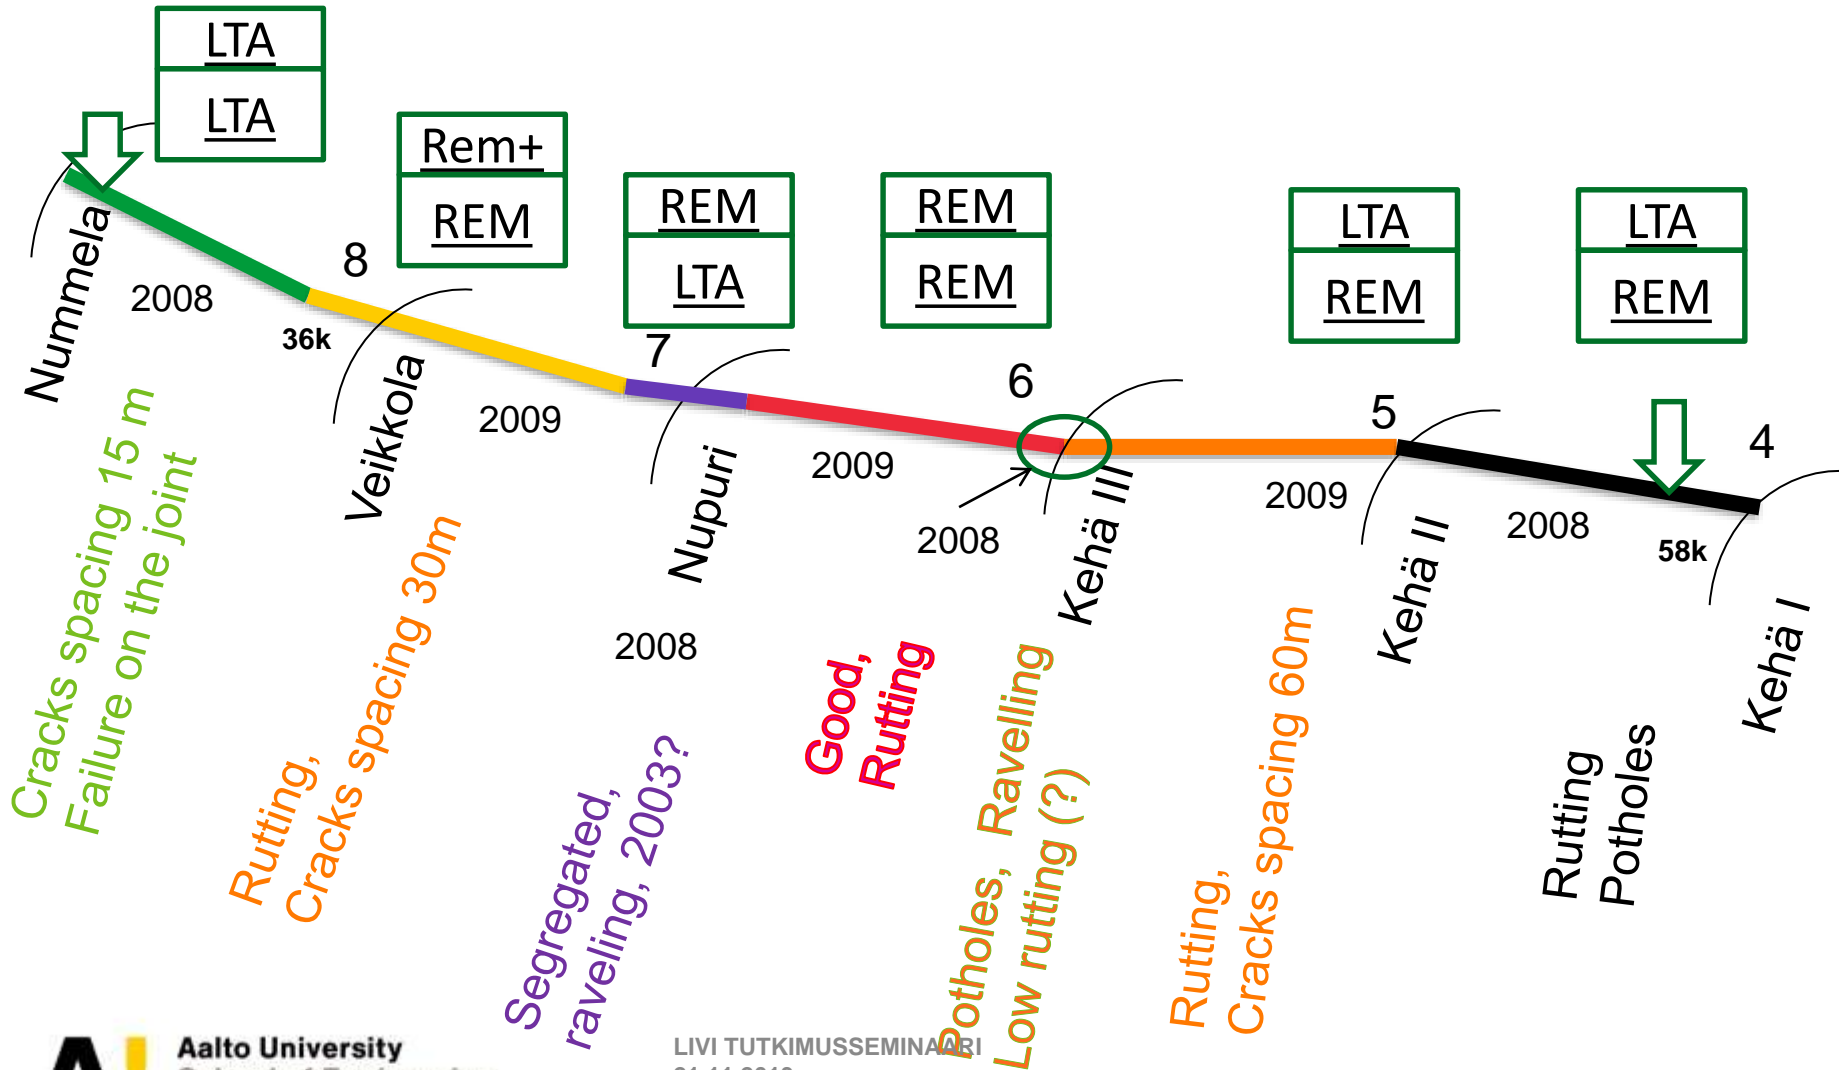 LTA
LTA
Rem+
REM
REM
LTA
REM
REM
LTA
REM
LTA
REM
8
7
6
5
4
Nummela
2008
36k
Veikkola
2009
Nupuri
2009
2008
Kehä III
2009
Kehä II
2008
58k
Kehä I
2008
Cracks spacing 15 m
Failure on the joint
Rutting,
Cracks spacing 30m
Segregated,
raveling, 2003?
Good,
Rutting
Potholes, Ravelling
Low rutting (?)
Rutting,
Cracks spacing 60m
Rutting
Potholes
Aalto University
LIVI TUTKIMUSSEMINAARI